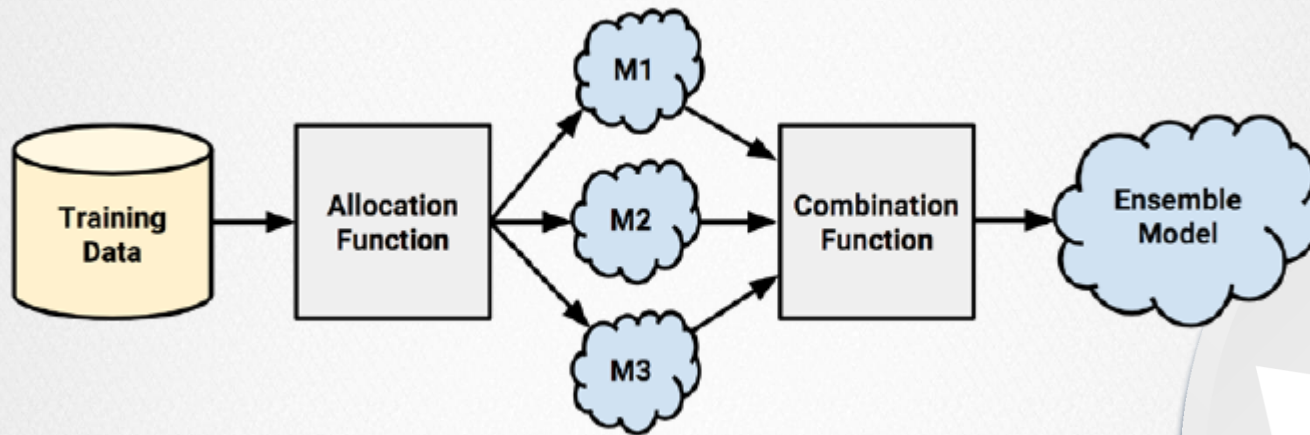 Training
Data
Allocation
Function
M1
M2
M3
Combination
Function
Ensemble
Model